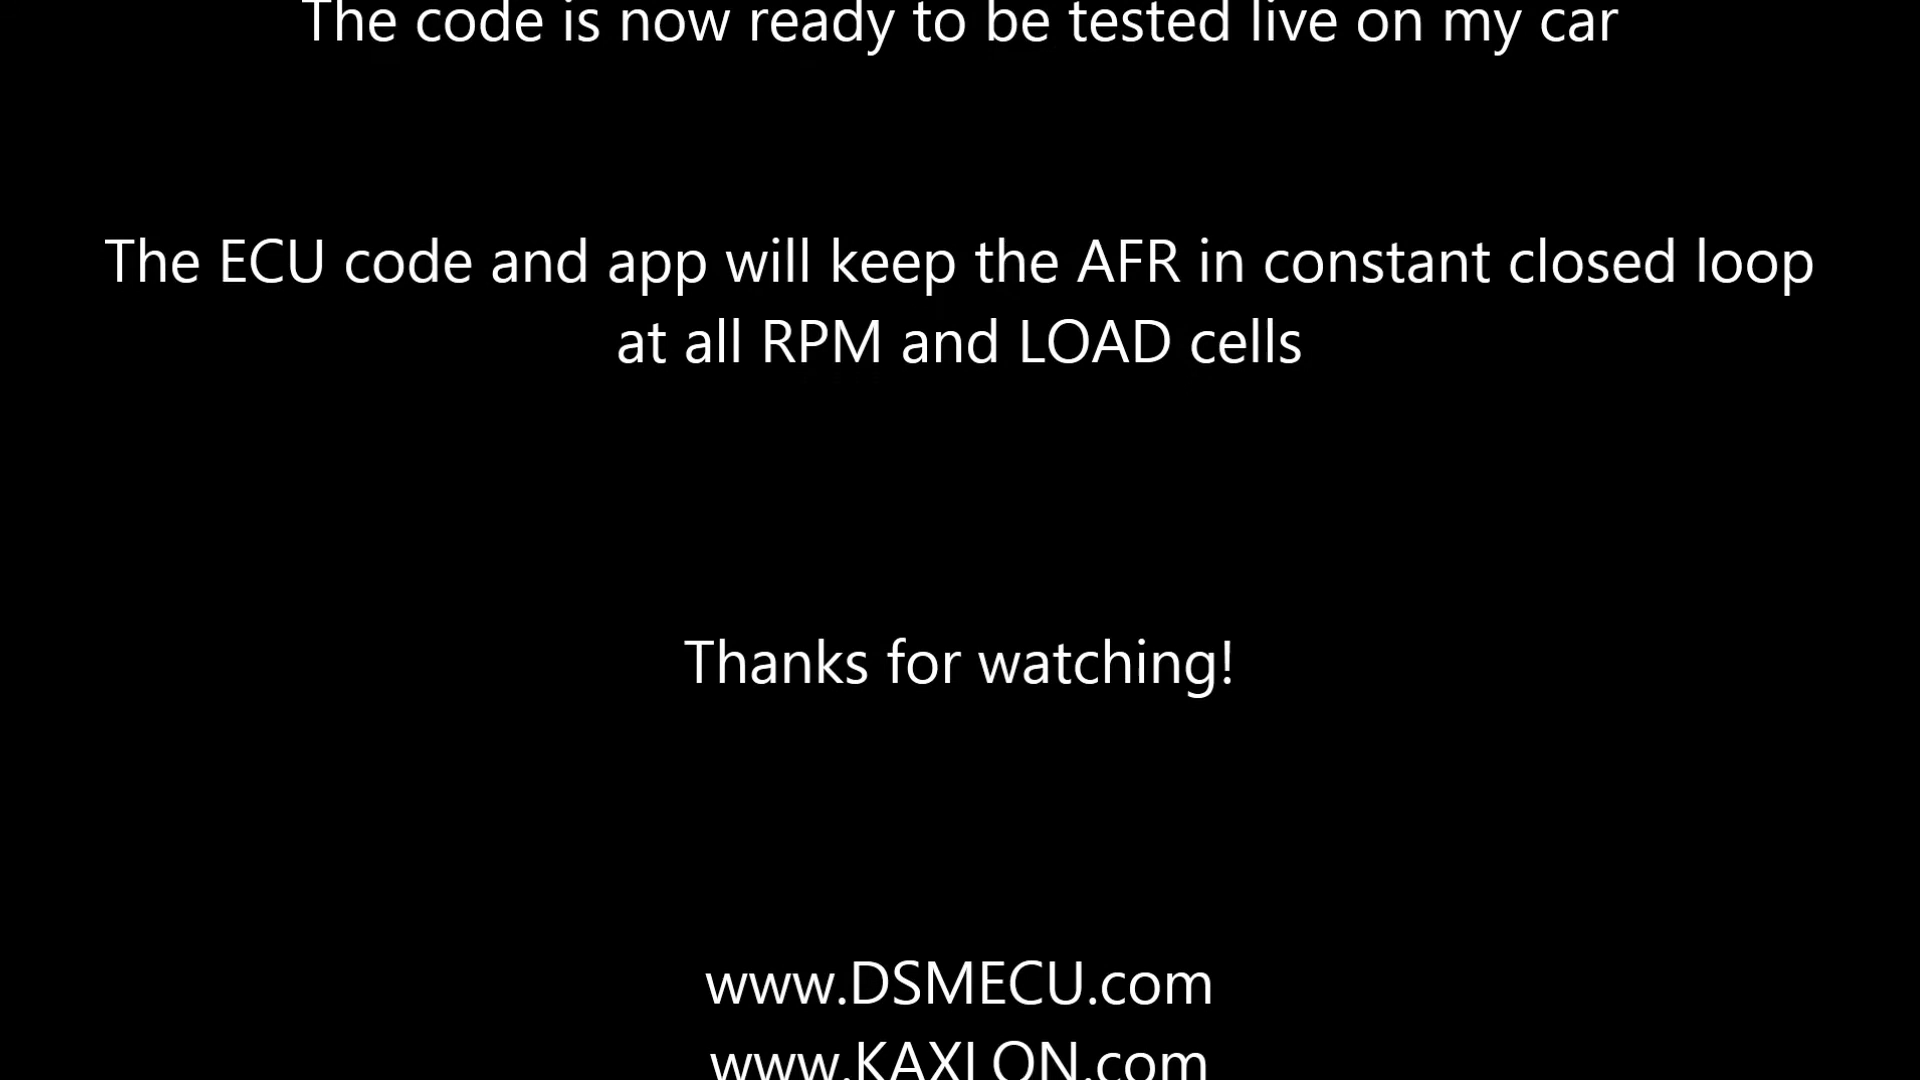 The code is now ready to be tested live on my car
The ECU code and app will keep the AFR in constant closed loop
at all RPM and LOAD cells
Thanks for watching!
www.DSMECU.com
www.KAXLON.com